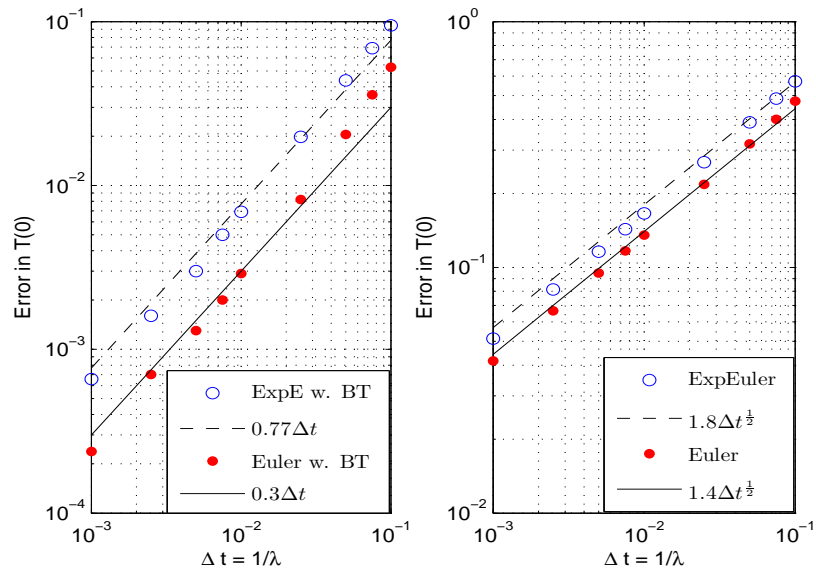 10⁻¹
10⁻²
10⁻³
10⁻⁴
Error in T(0)
10⁻³
10⁻²
10⁻¹
Δ t = 1/λ
ExpE w. BT
0.77Δt
Euler w. BT
0.3Δt
10⁰
10⁻¹
10⁻²
Error in T(0)
10⁻³
10⁻²
10⁻¹
Δ t = 1/λ
ExpEuler
1.8Δt^{1/2}
Euler
1.4Δt^{1/2}